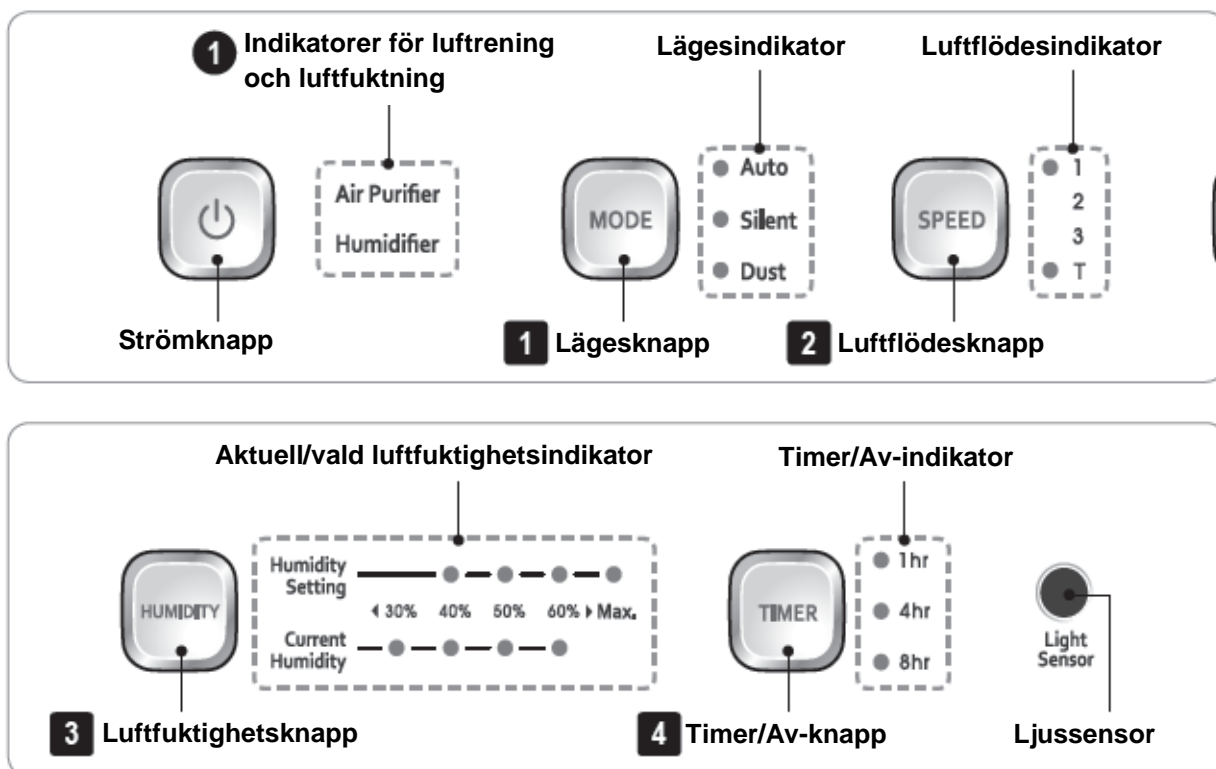 1 Indikatorer för luftrening
och luftfuktning
Lägesindikator
Luftflödesindikator
Air Purifier
Humidifier
MODE
Auto
Silent
Dust
SPEED
1
2
3
T
Strömknapp
1 Lägesknapp
2 Luftflödesknapp
Aktuell/vald luftfuktighetsindikator
Timer/Av-indikator
HUMIDITY
Humidity
Setting
30% 40% 50% 60% Max.
Current
Humidity
TIMER
1hr
4hr
8hr
Light
Sensor
3 Luftfuktighetsknapp
4 Timer/Av-knapp
Ljussensor